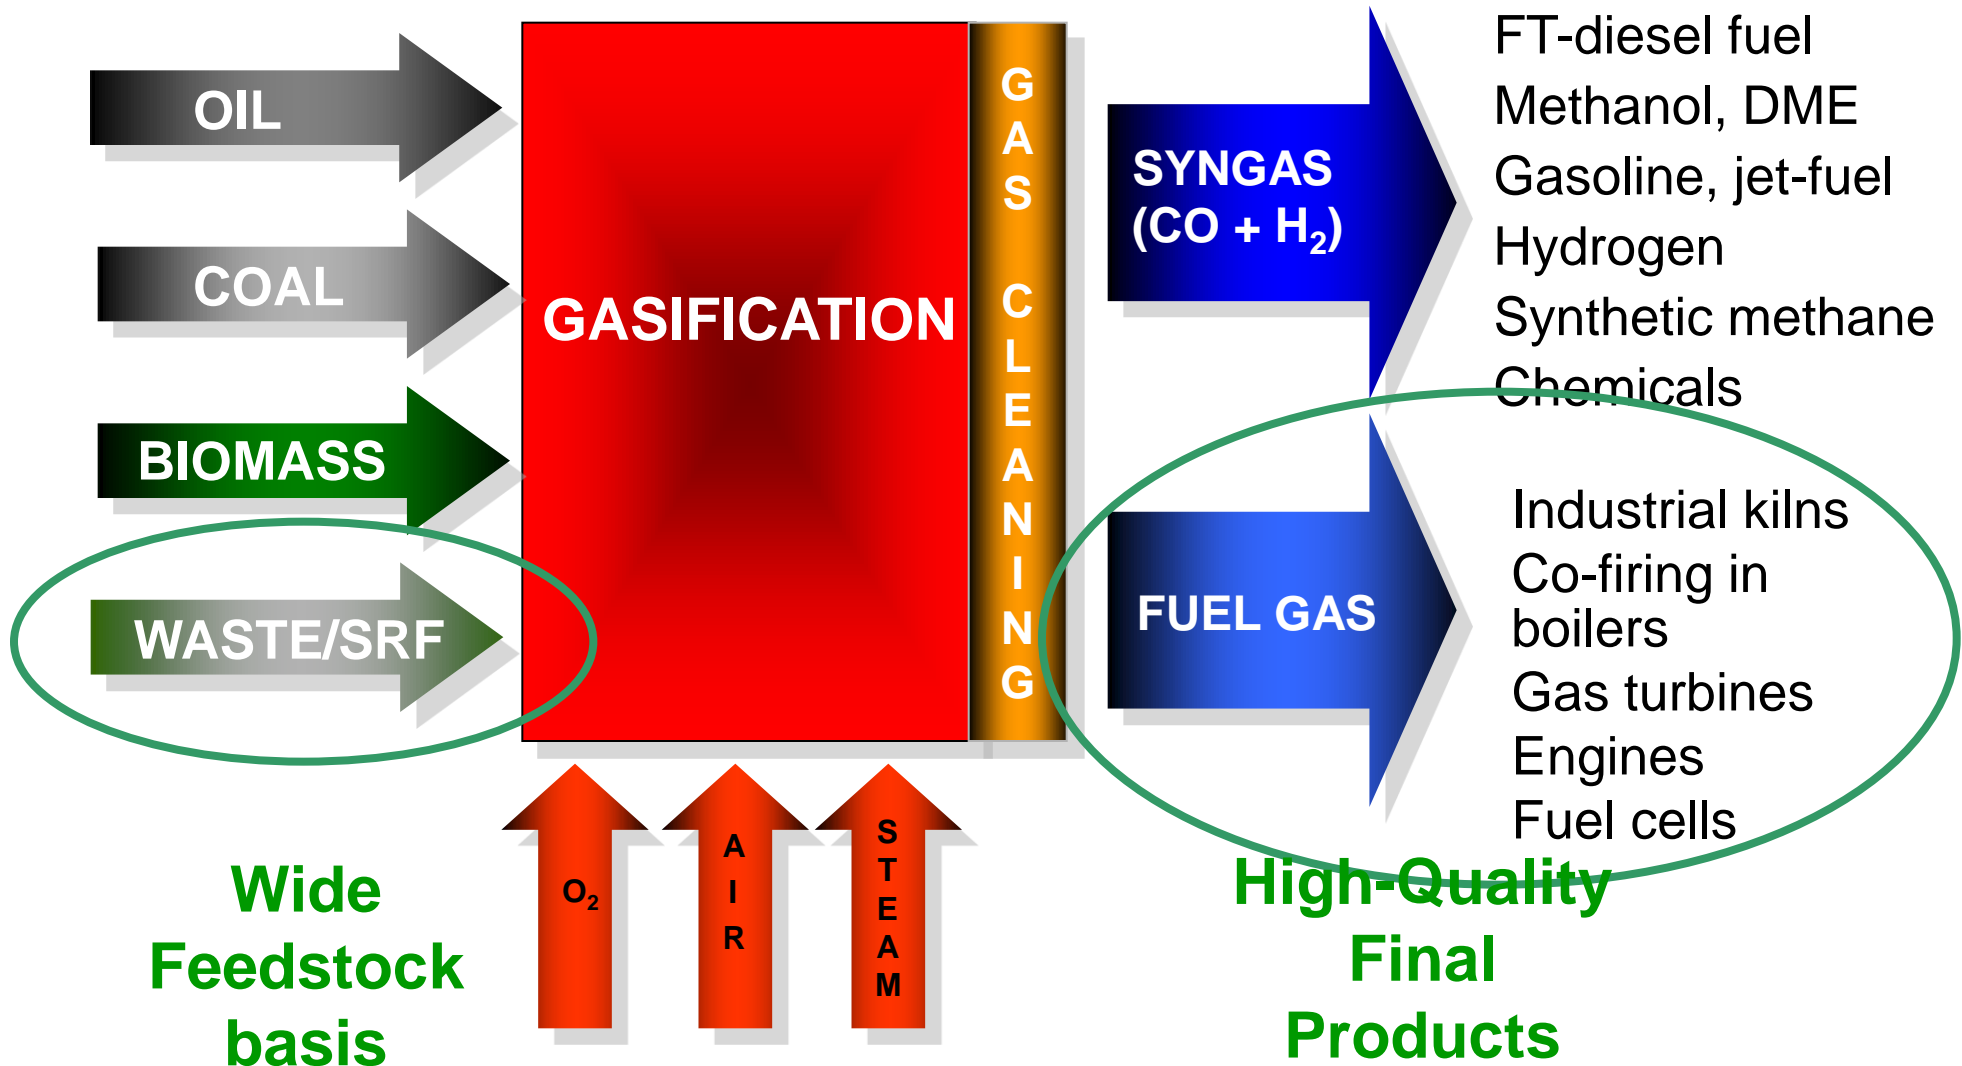 OIL
COAL
BIOMASS
WASTE/SRF
Wide
Feedstock
basis
GASIFICATION
GAS CLEANING
O₂
AIR
STEAM
SYNGAS
(CO + H₂)
FUEL GAS
FT-diesel fuel
Methanol, DME
Gasoline, jet-fuel
Hydrogen
Synthetic methane
Chemicals
Industrial kilns
Co-firing in
boilers
Gas turbines
Engines
Fuel cells
High-Quality
Final
Products